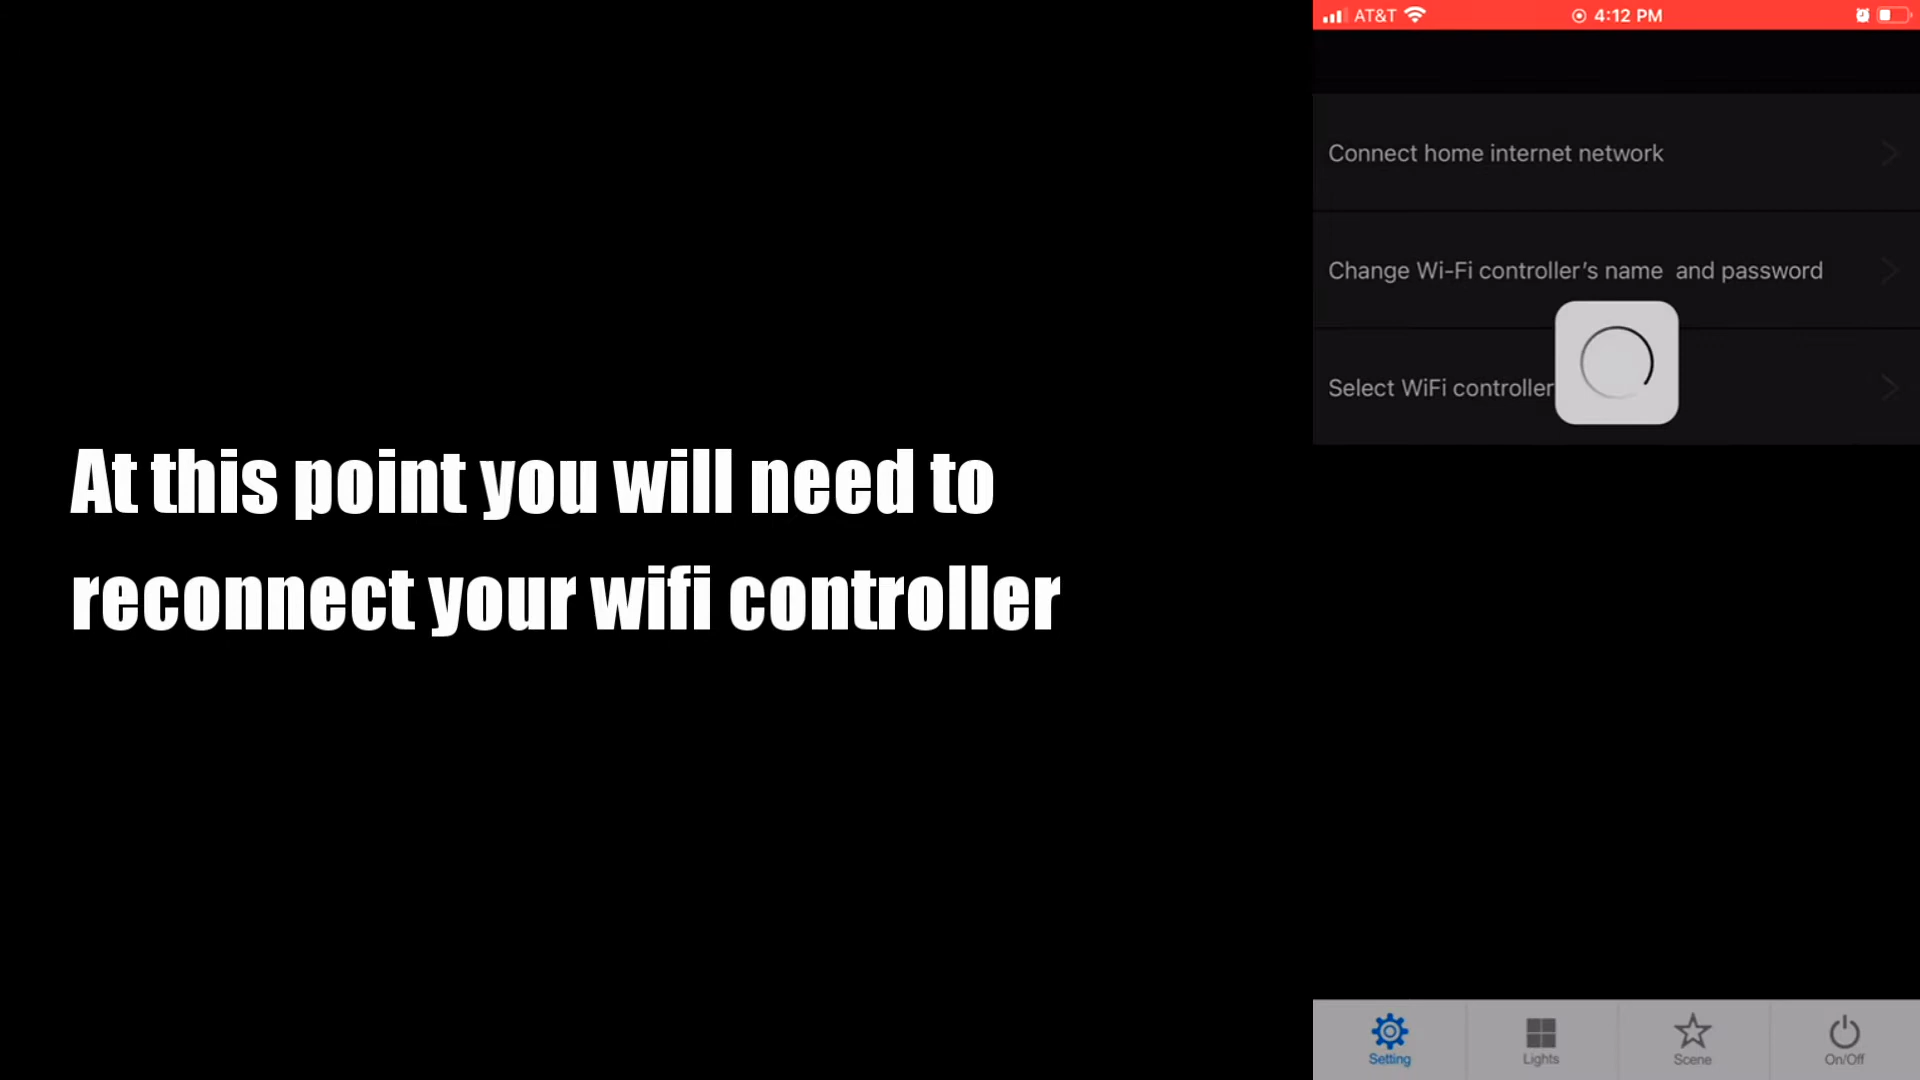 AT&T
4:12 PM
Connect home internet network
Change Wi-Fi controller's name and password
Select WiFi controller
At this point you will need to
reconnect your wifi controller
Setting
Lights
Scene
On/Off